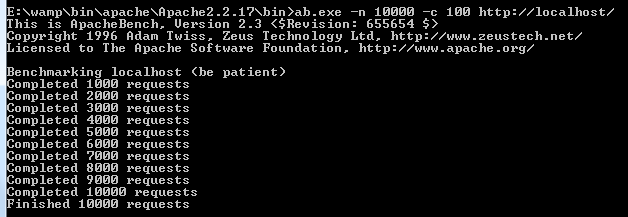 E:\wamp\bin\apache\Apache2.2.17\bin>ab.exe -n 10000 -c 100 http://localhost/
This is ApacheBench, Version 2.3 <$Revision: 655654 $>
Copyright 1996 Adam Twiss, Zeus Technology Ltd, http://www.zeustech.net/
Licensed to The Apache Software Foundation, http://www.apache.org/
Benchmarking localhost (be patient)
Completed 1000 requests
Completed 2000 requests
Completed 3000 requests
Completed 4000 requests
Completed 5000 requests
Completed 6000 requests
Completed 7000 requests
Completed 8000 requests
Completed 9000 requests
Completed 10000 requests
Finished 10000 requests